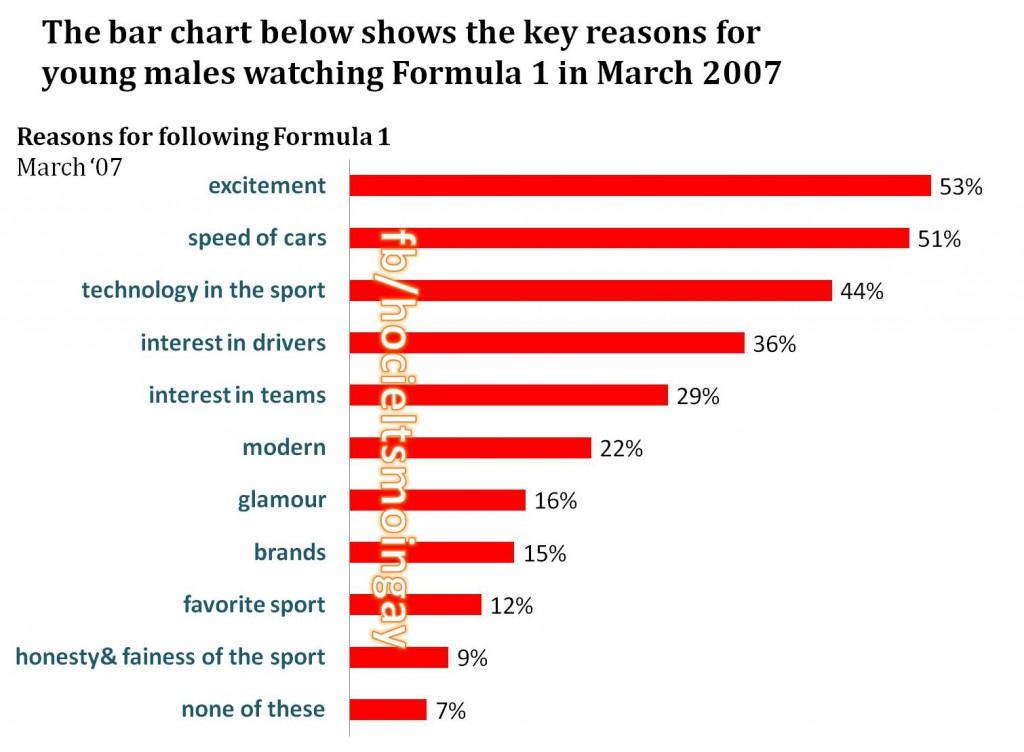 The bar chart below shows the key reasons for
young males watching Formula 1 in March 2007
Reasons for following Formula 1
March ‘07
excitement 53%
speed of cars 51%
technology in the sport 44%
interest in drivers 36%
interest in teams 29%
modern 22%
glamour 16%
brands 15%
favorite sport 12%
honesty& fainess of the sport 9%
none of these 7%
fb/hocieltsmoingay